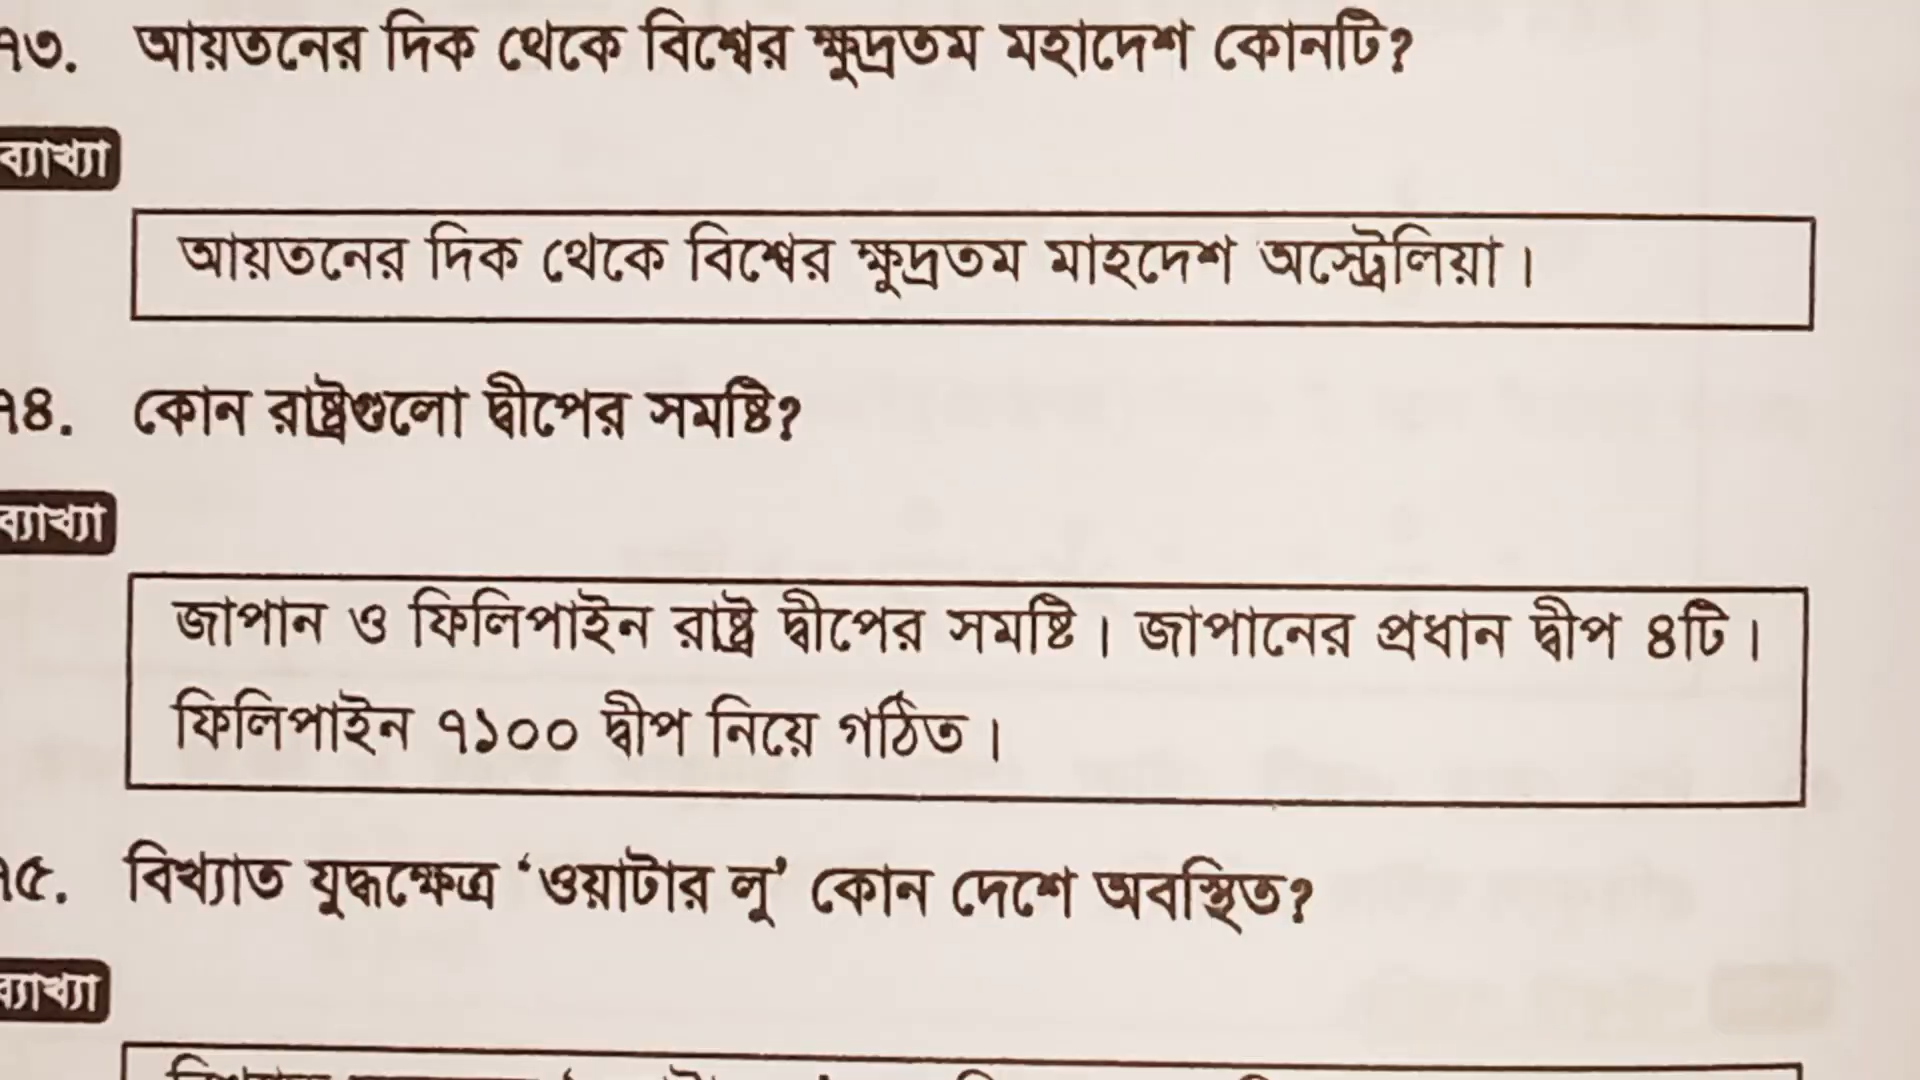 ৭৩. আয়তনের দিক থেকে বিশ্বের ক্ষুদ্রতম মহাদেশ কোনটি?
ব্যাখ্যা
আয়তনের দিক থেকে বিশ্বের ক্ষুদ্রতম মাহদেশ অস্ট্রেলিয়া।
৭৪. কোন রাষ্ট্রগুলো দ্বীপের সমষ্টি?
ব্যাখ্যা
জাপান ও ফিলিপাইন রাষ্ট্র দ্বীপের সমষ্টি। জাপানের প্রধান দ্বীপ ৪টি।
ফিলিপাইন ৭১০০ দ্বীপ নিয়ে গঠিত।
৭৫. বিখ্যাত যুদ্ধক্ষেত্র ‘ওয়াটার লু’ কোন দেশে অবস্থিত?
ব্যাখ্যা